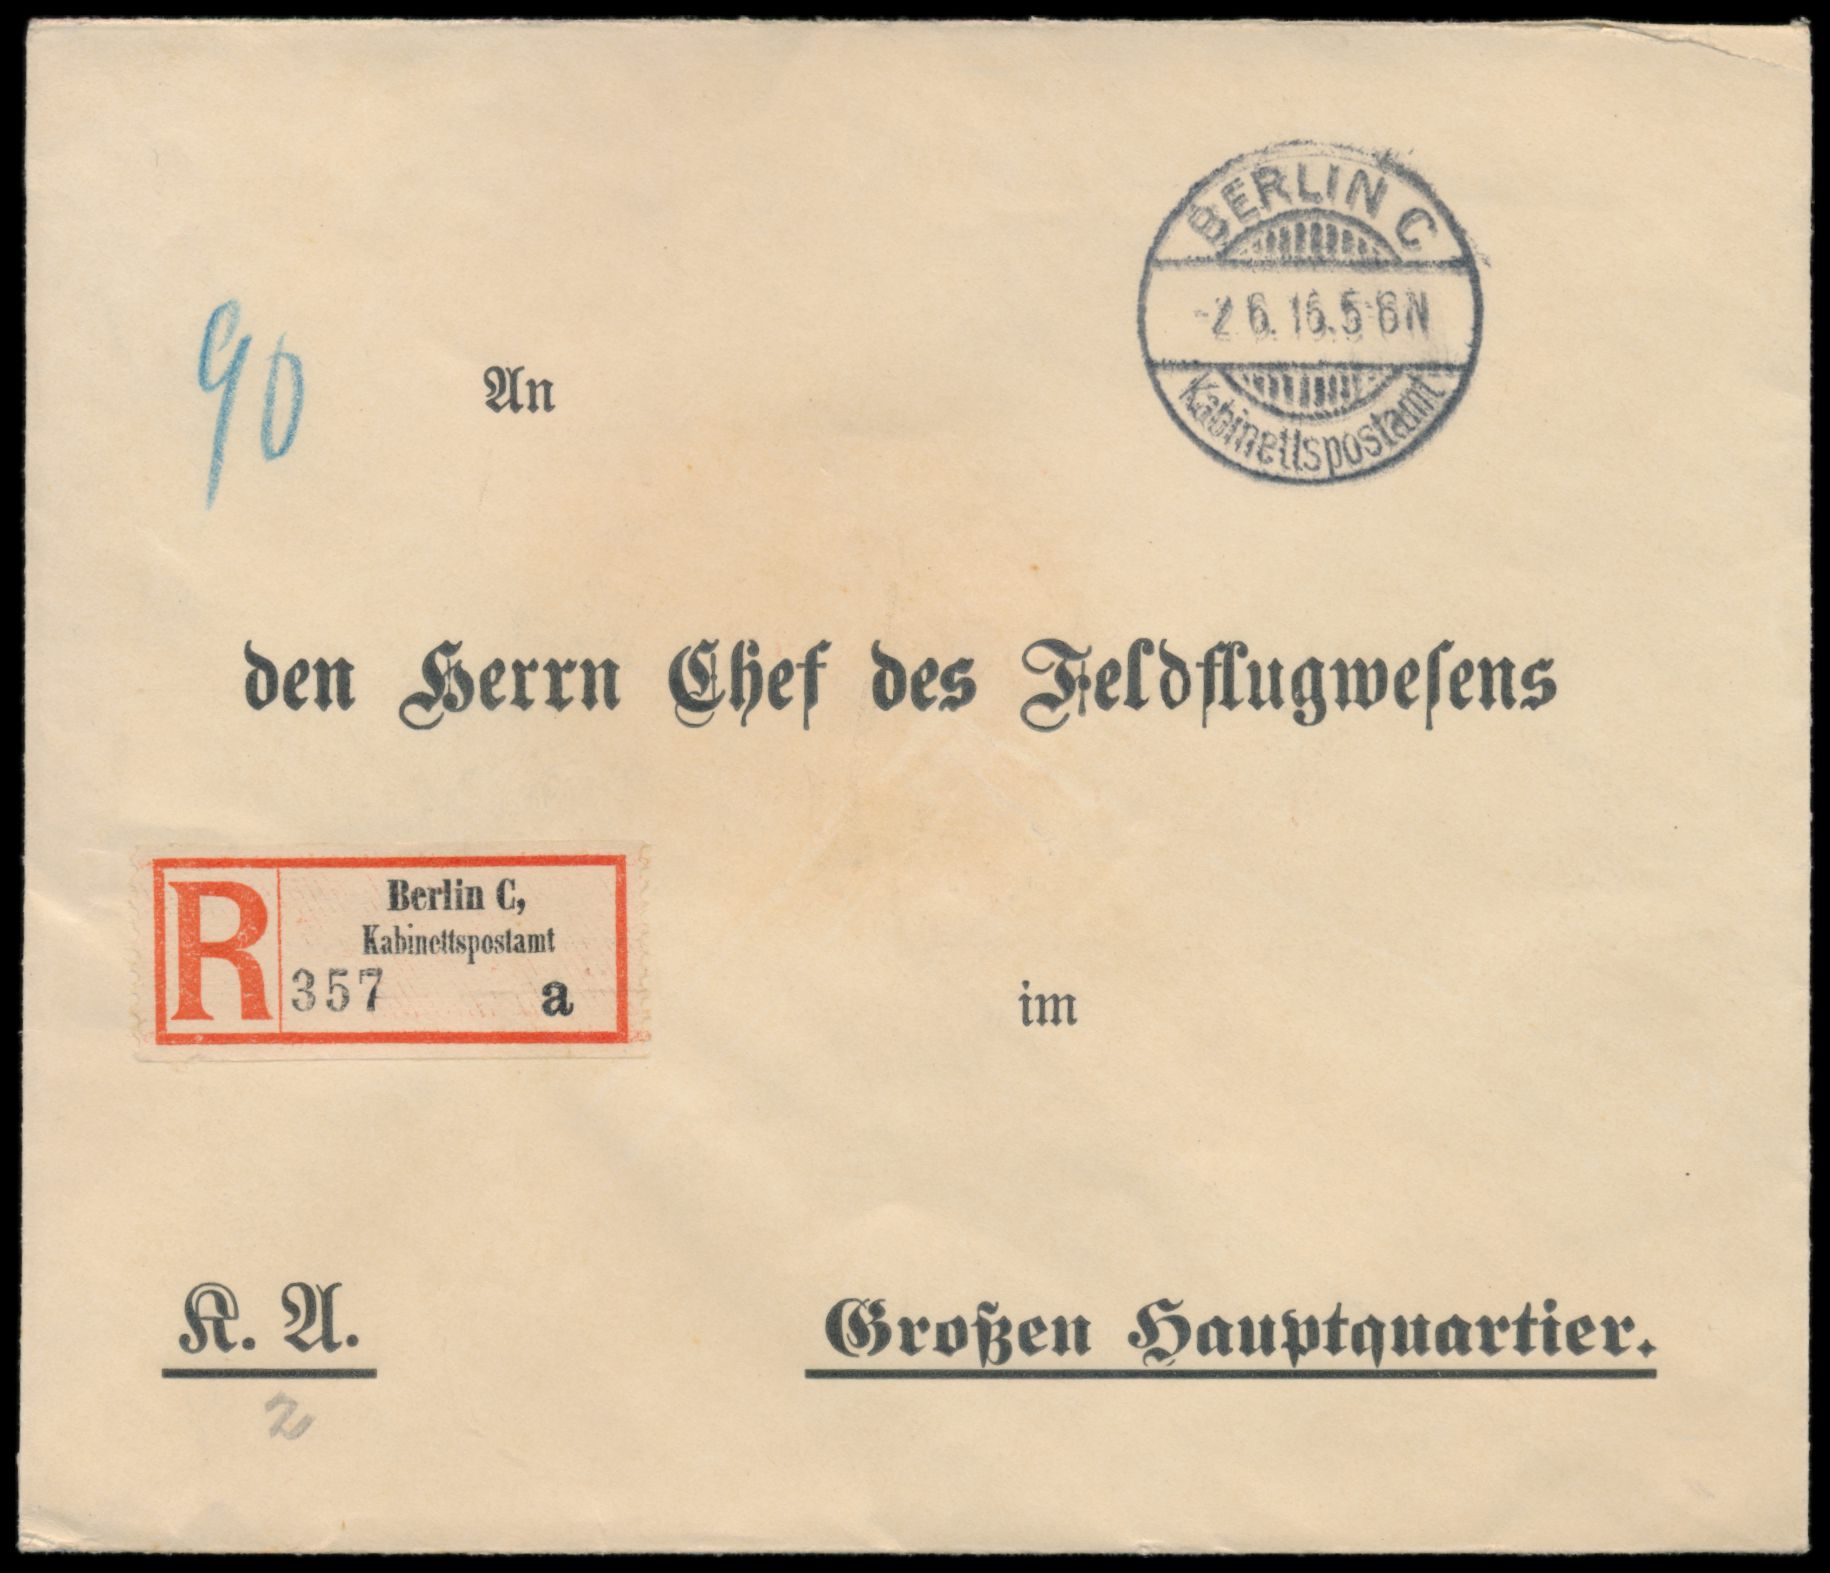 BERLIN C
-2.6.16.5-6N
Kabinettspostamt
90
An
den Herrn Chef des Feldflugwesens
R
Berlin C,
Kabinettspostamt
357 a
im
K. A.
Großen Hauptquartier.
2